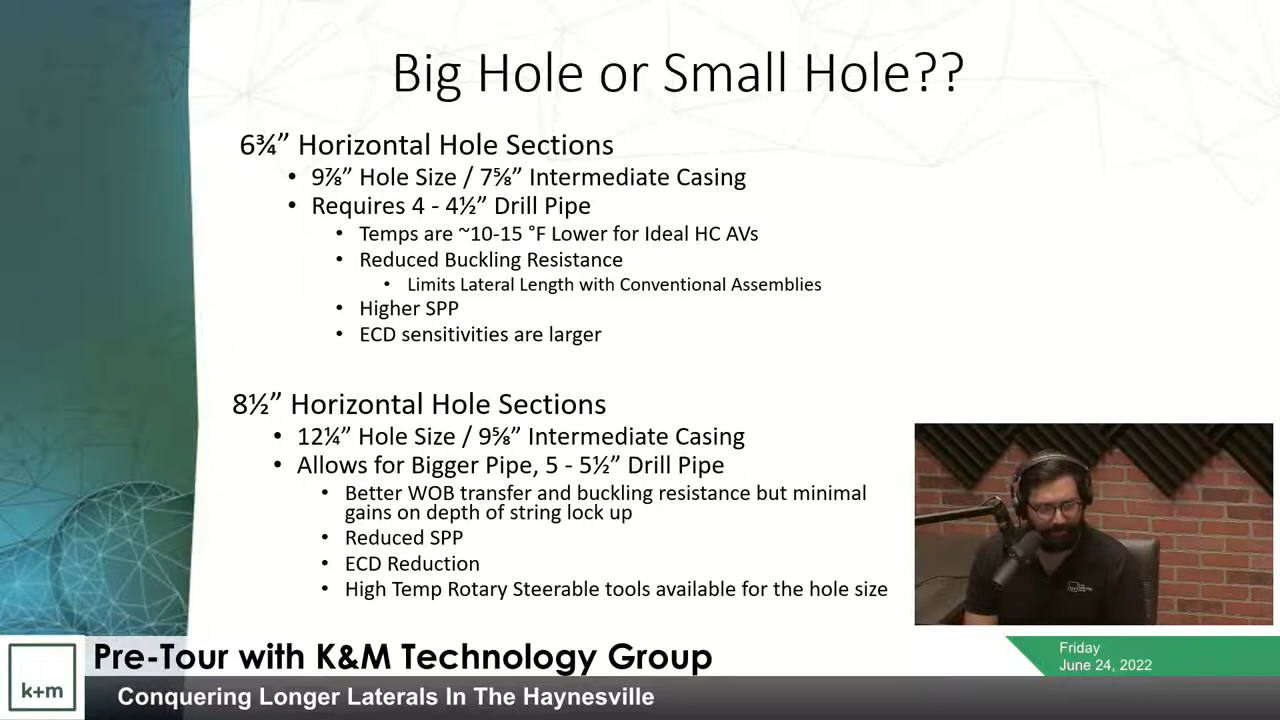 Big Hole or Small Hole??
6¾” Horizontal Hole Sections
• 9⅞” Hole Size / 7⅝” Intermediate Casing
• Requires 4 - 4½” Drill Pipe
• Temps are ~10-15 °F Lower for Ideal HC AVs
• Reduced Buckling Resistance
• Limits Lateral Length with Conventional Assemblies
• Higher SPP
• ECD sensitivities are larger
8½” Horizontal Hole Sections
• 12¼” Hole Size / 9⅝” Intermediate Casing
• Allows for Bigger Pipe, 5 - 5½” Drill Pipe
• Better WOB transfer and buckling resistance but minimal
gains on depth of string lock up
• Reduced SPP
• ECD Reduction
• High Temp Rotary Steerable tools available for the hole size
k+m
Pre-Tour with K&M Technology Group
Conquering Longer Laterals In The Haynesville
Friday
June 24, 2022